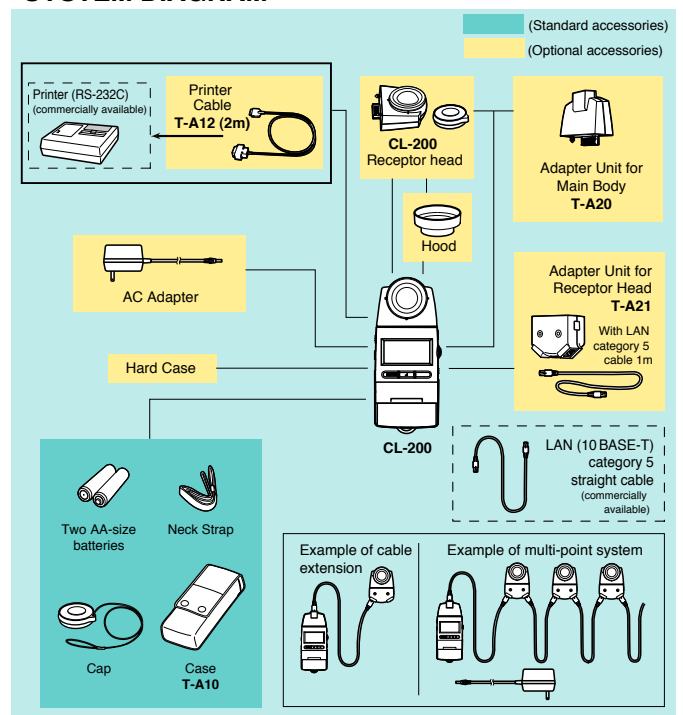 SYSTEM DIAGRAM
(Standard accessories)
(Optional accessories)
Printer (RS-232C)
(commercially available)
Printer
Cable
T-A12 (2m)
CL-200
Receptor head
Adapter Unit for
Main Body
T-A20
Hood
AC Adapter
Adapter Unit for
Receptor Head
T-A21
With LAN
category 5
cable 1m
Hard Case
CL-200
LAN (10 BASE-T)
category 5
straight cable
(commercially
available)
Two AA-size
batteries
Neck Strap
Cap
Case
T-A10
Example of cable
extension
Example of multi-point system